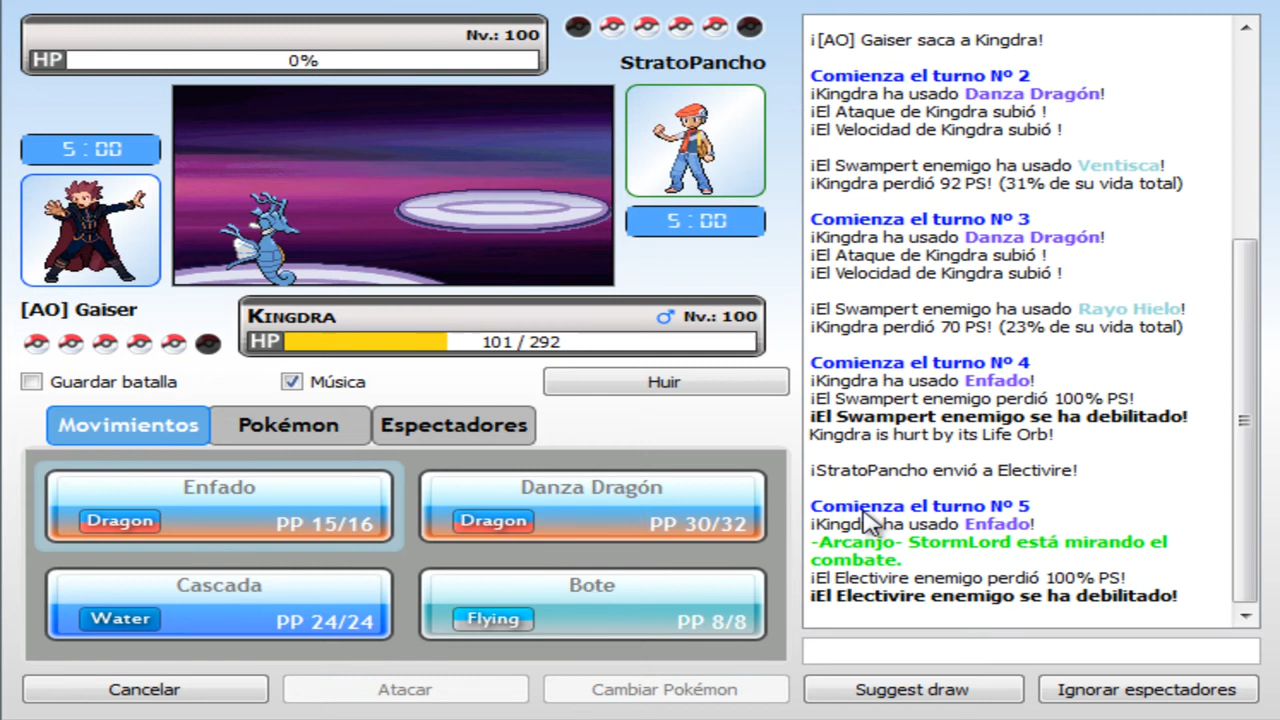 Nv.: 100
HP 0%
StratoPancho
5:00
5:00
[AO] Gaiser
KINGDRA ♂ Nv.: 100
HP 101 / 292
Guardar batalla
Música
Huir
Movimientos
Pokémon
Espectadores
Enfado
Dragon PP 15/16
Danza Dragón
Dragon PP 30/32
Cascada
Water PP 24/24
Bote
Flying PP 8/8
Cancelar
Atacar
Cambiar Pokémon
¡[AO] Gaiser saca a Kingdra!
Comienza el turno Nº 2
¡Kingdra ha usado Danza Dragón!
¡El Ataque de Kingdra subió !
¡El Velocidad de Kingdra subió !
¡El Swampert enemigo ha usado Ventisca!
¡Kingdra perdió 92 PS! (31% de su vida total)
Comienza el turno Nº 3
¡Kingdra ha usado Danza Dragón!
¡El Ataque de Kingdra subió !
¡El Velocidad de Kingdra subió !
¡El Swampert enemigo ha usado Rayo Hielo!
¡Kingdra perdió 70 PS! (23% de su vida total)
Comienza el turno Nº 4
¡Kingdra ha usado Enfado!
¡El Swampert enemigo perdió 100% PS!
¡El Swampert enemigo se ha debilitado!
Kingdra is hurt by its Life Orb!
¡StratoPancho envió a Electivire!
Comienza el turno Nº 5
¡Kingdra ha usado Enfado!
-Arcanjo- StormLord está mirando el
combate.
¡El Electivire enemigo perdió 100% PS!
¡El Electivire enemigo se ha debilitado!
Suggest draw
Ignorar espectadores